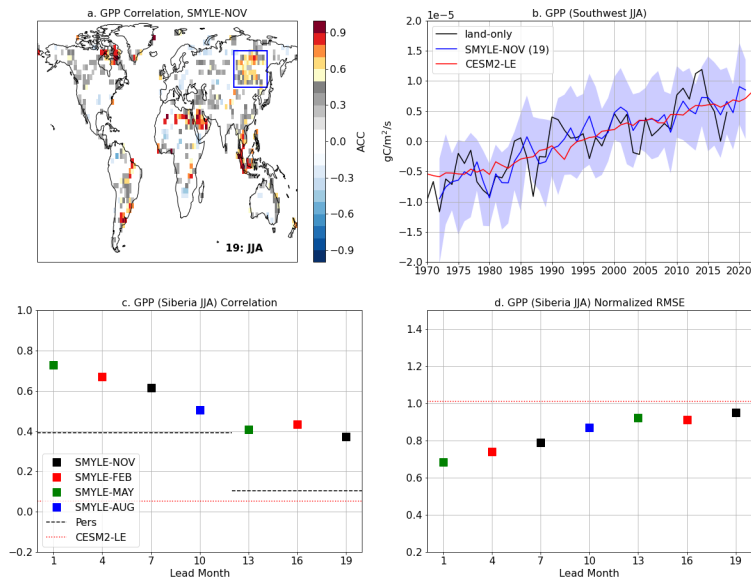 a. GPP Correlation, SMYLE-NOV
0.9
0.6
0.3
0.0
−0.3
−0.6
−0.9
ACC
19: JJA
b. GPP (Southwest JJA)
1e−5
2.0
1.5
1.0
0.5
0.0
−0.5
−1.0
−1.5
−2.0
gC/m²/s
land-only
SMYLE-NOV (19)
CESM2-LE
1970 1975 1980 1985 1990 1995 2000 2005 2010 2015 2020
c. GPP (Siberia JJA) Correlation
1.0
0.8
0.6
0.4
0.2
0.0
−0.2
SMYLE-NOV
SMYLE-FEB
SMYLE-MAY
SMYLE-AUG
Pers
CESM2-LE
1 4 7 10 13 16 19
Lead Month
d. GPP (Siberia JJA) Normalized RMSE
1.4
1.2
1.0
0.8
0.6
0.4
0.2
1 4 7 10 13 16 19
Lead Month